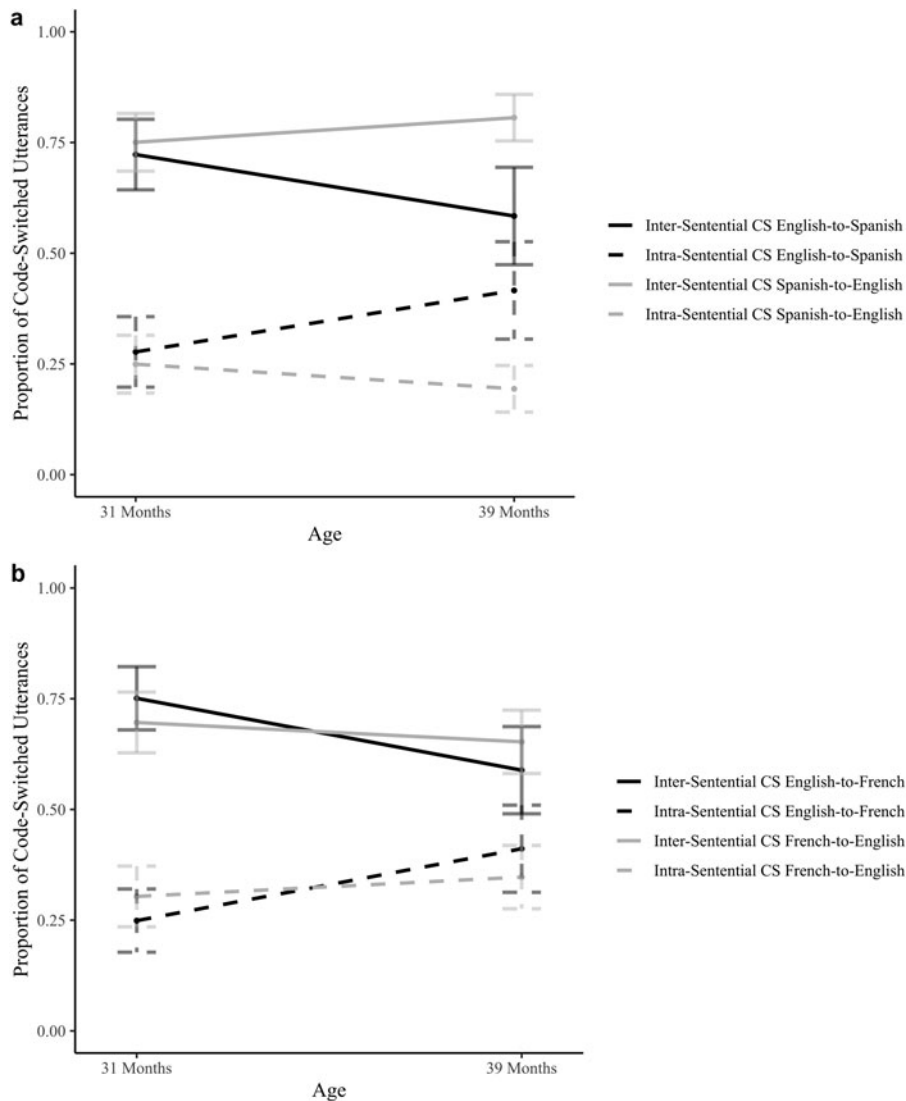 a
Proportion of Code-Switched Utterances
1.00
0.75
0.50
0.25
0.00
31 Months
39 Months
Age
Inter-Sentential CS English-to-Spanish
Intra-Sentential CS English-to-Spanish
Inter-Sentential CS Spanish-to-English
Intra-Sentential CS Spanish-to-English
b
Proportion of Code-Switched Utterances
1.00
0.75
0.50
0.25
0.00
31 Months
39 Months
Age
Inter-Sentential CS English-to-French
Intra-Sentential CS English-to-French
Inter-Sentential CS French-to-English
Intra-Sentential CS French-to-English